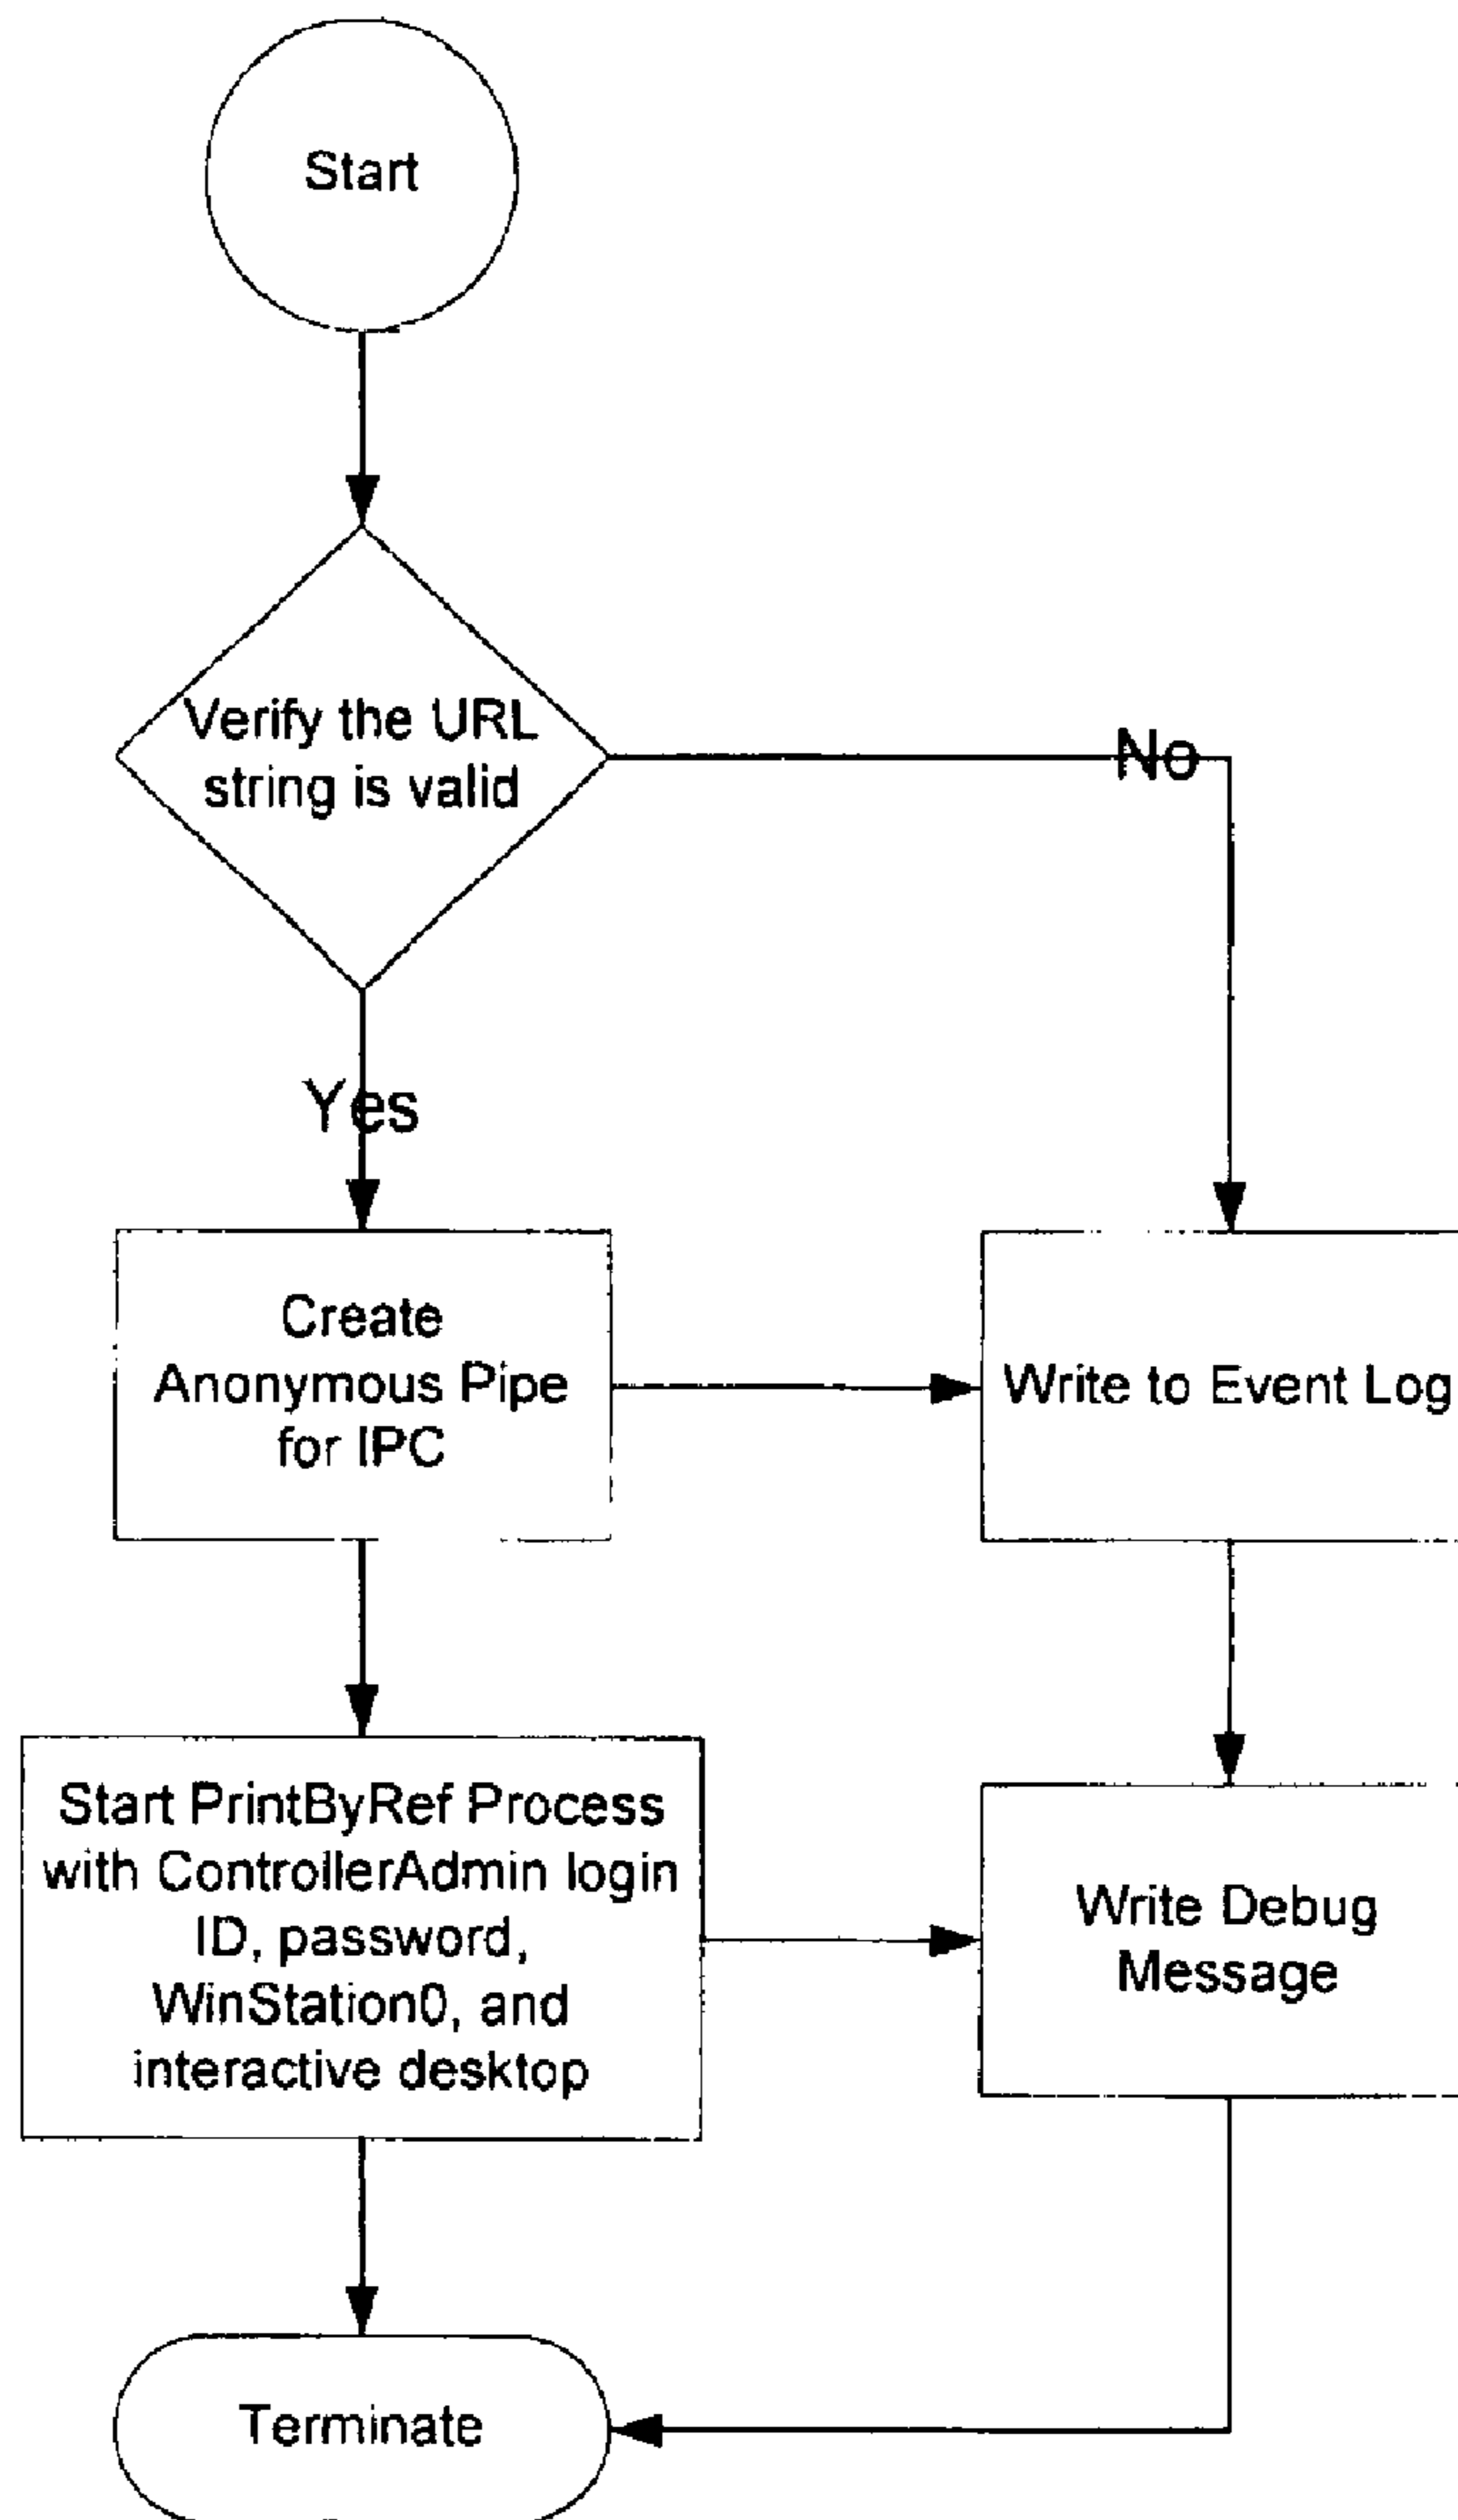 Start
Verify the URL
string is valid
No
Yes
Create
Anonymous Pipe
for IPC
Write to Event Log
Start PrintByRef Process
with ControllerAdmin login
ID, password,
WinStation0, and
interactive desktop
Write Debug
Message
Terminate